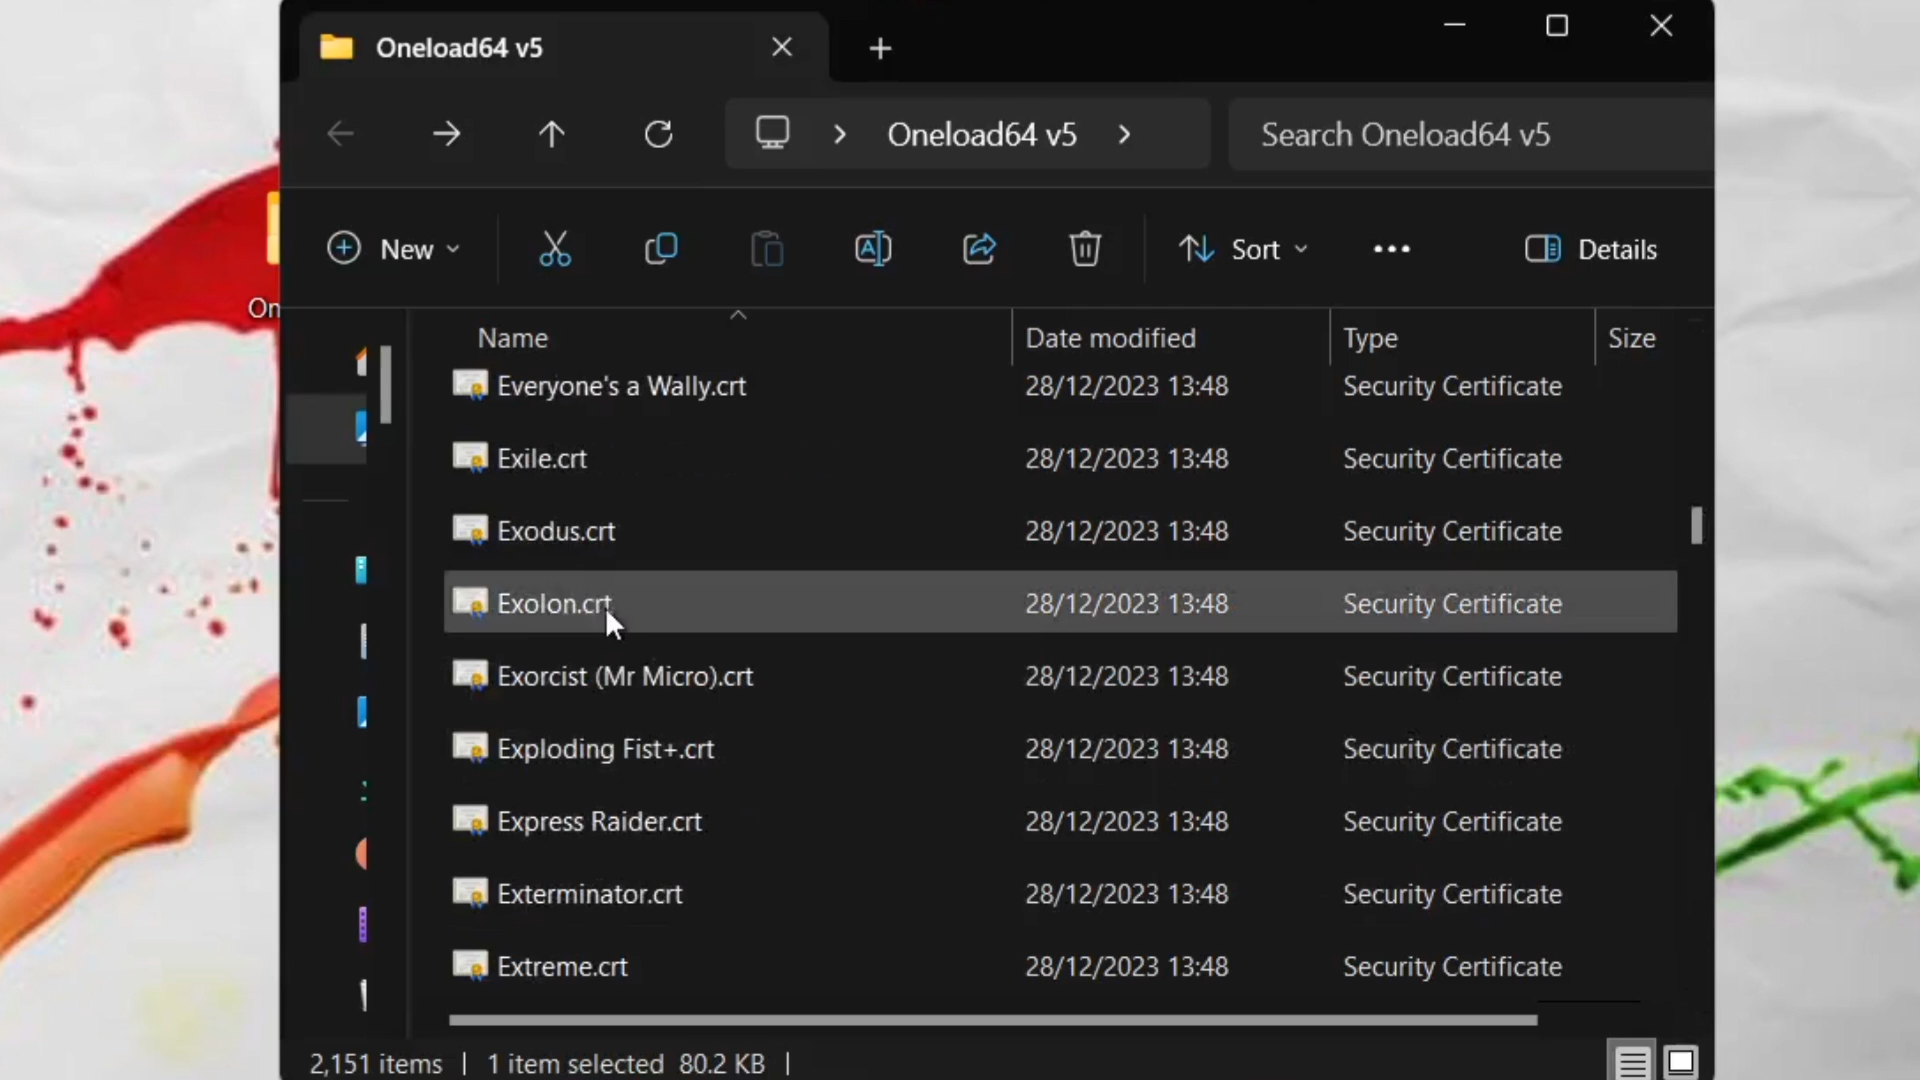 Oneload64 v5
Oneload64 v5
Search Oneload64 v5
New
Sort
Details
On
Name Date modified Type Size
Everyone's a Wally.crt 28/12/2023 13:48 Security Certificate
Exile.crt 28/12/2023 13:48 Security Certificate
Exodus.crt 28/12/2023 13:48 Security Certificate
Exolon.crt 28/12/2023 13:48 Security Certificate
Exorcist (Mr Micro).crt 28/12/2023 13:48 Security Certificate
Exploding Fist+.crt 28/12/2023 13:48 Security Certificate
Express Raider.crt 28/12/2023 13:48 Security Certificate
Exterminator.crt 28/12/2023 13:48 Security Certificate
Extreme.crt 28/12/2023 13:48 Security Certificate
2,151 items | 1 item selected 80.2 KB |